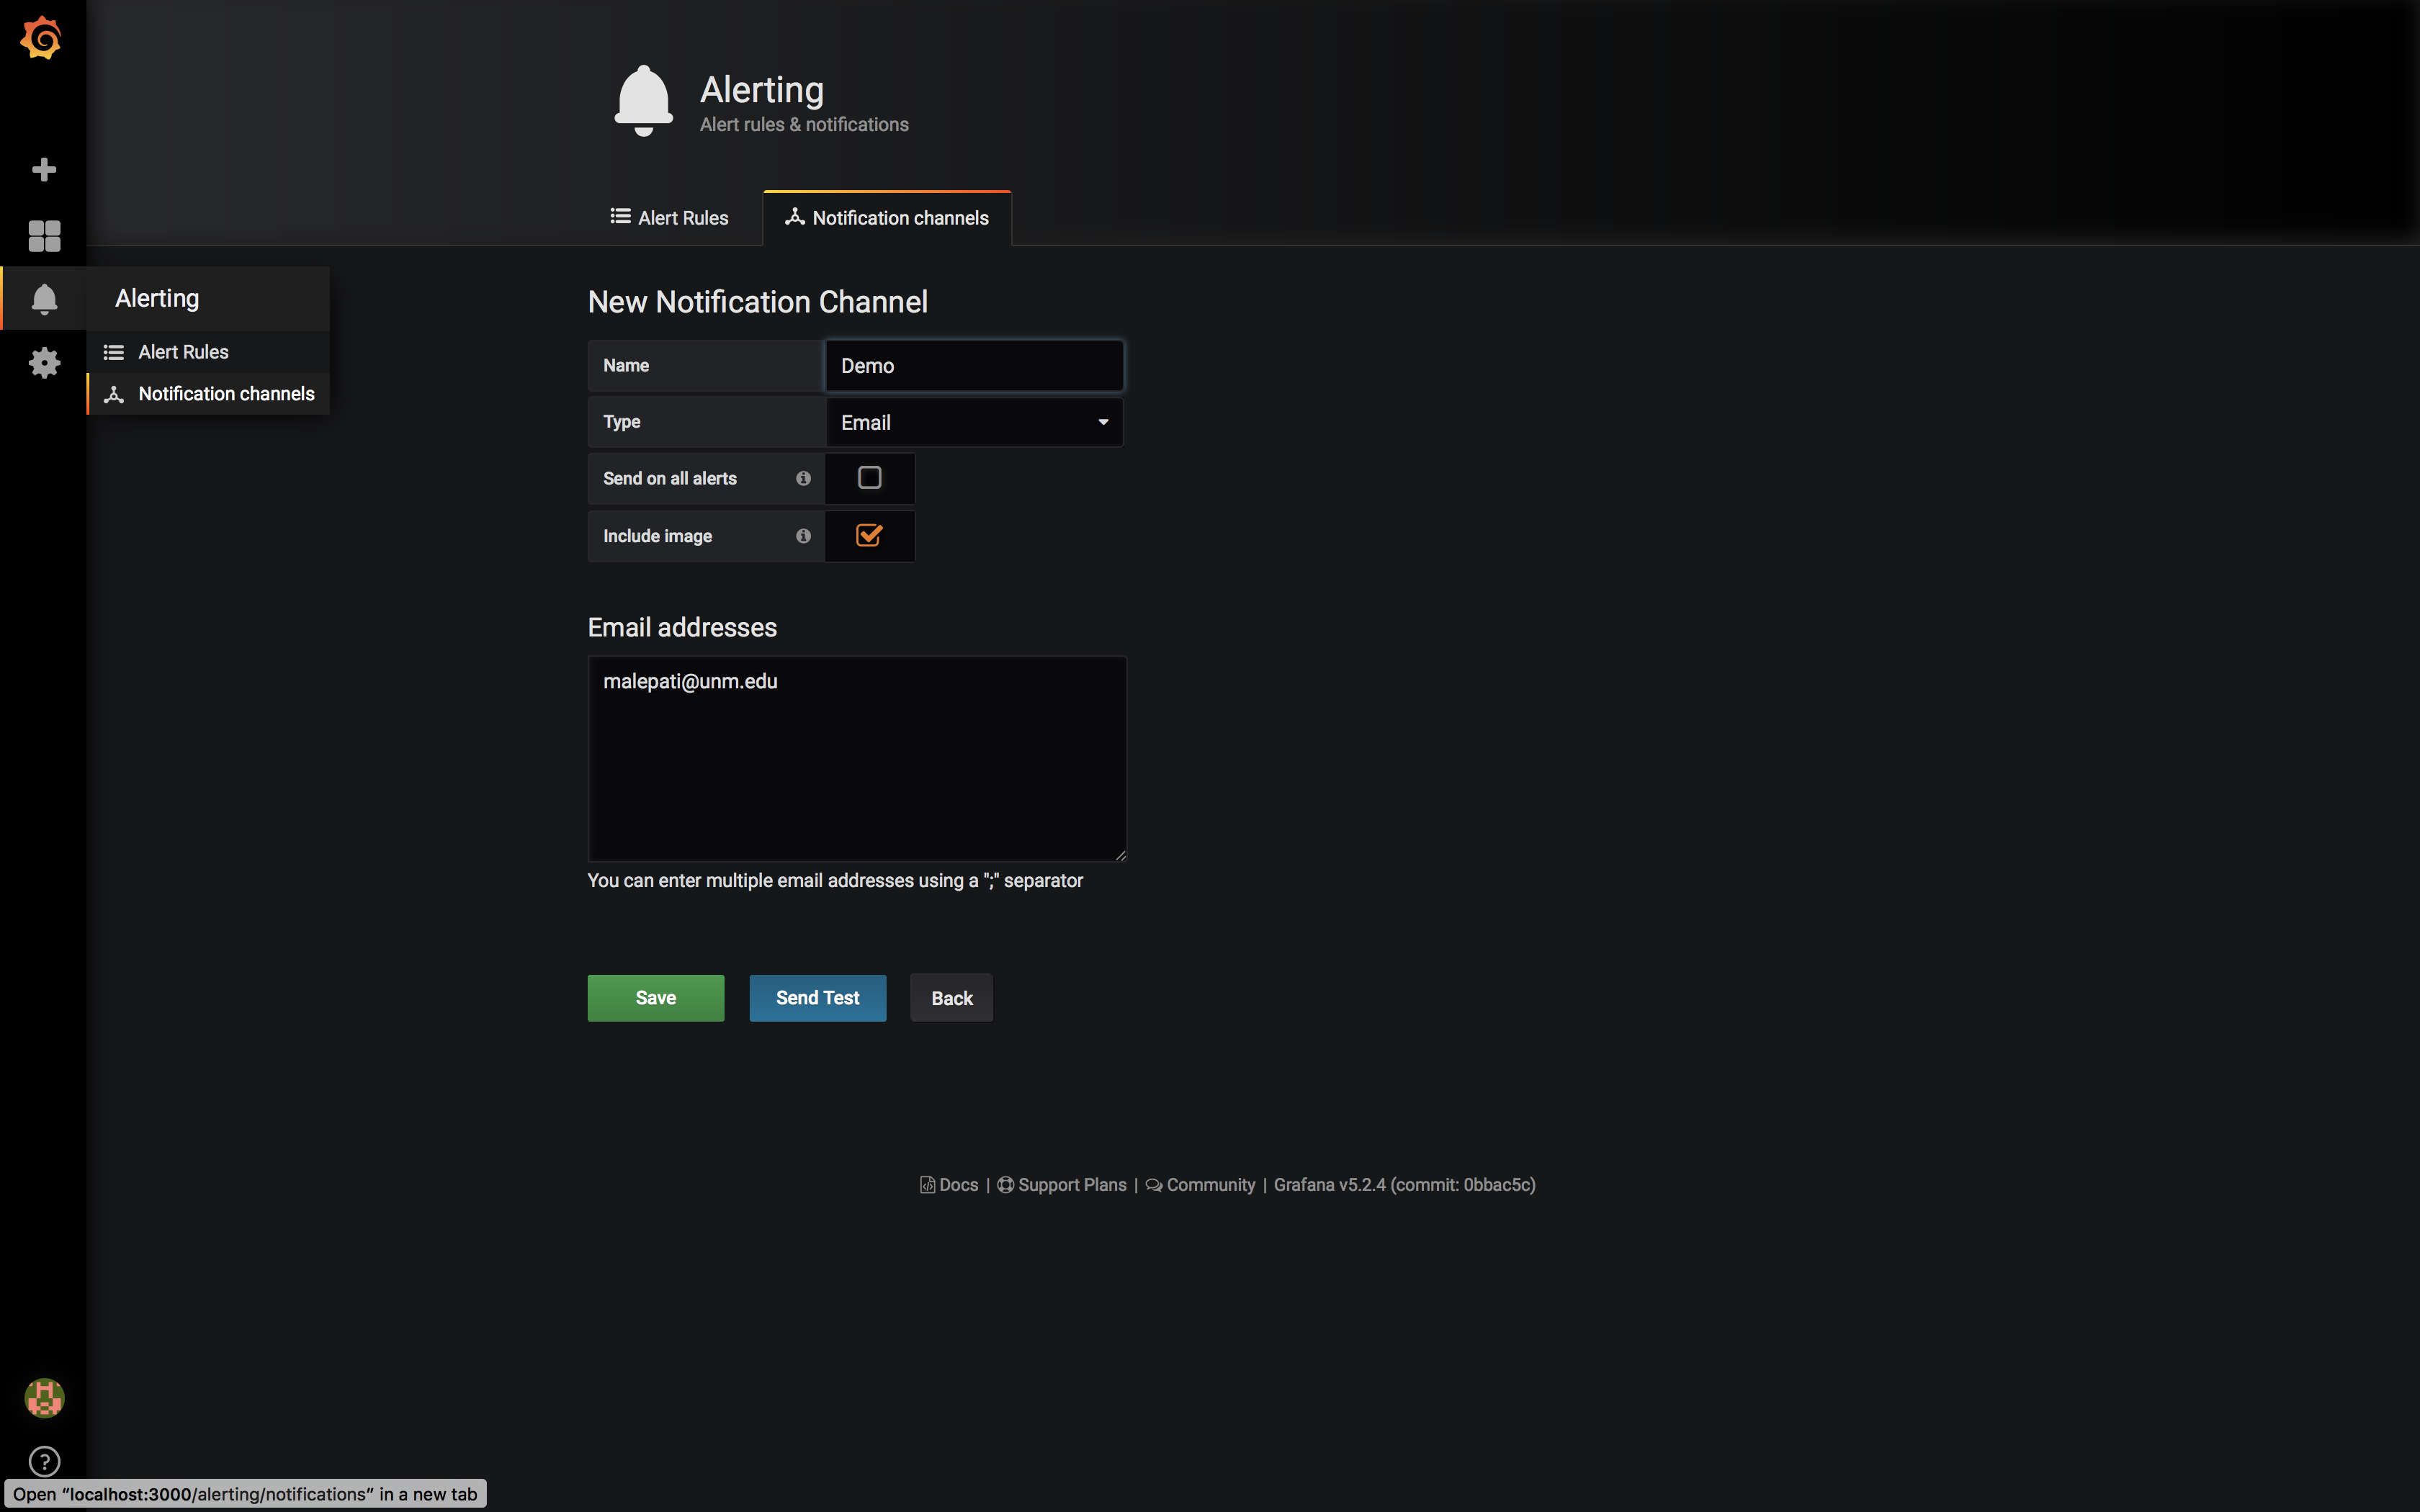 Alerting
Alert rules & notifications
Alert Rules
Notification channels
Alerting
Alert Rules
Notification channels
New Notification Channel
Name
Demo
Type
Email
Send on all alerts
Include image
Email addresses
malepati@unm.edu
You can enter multiple email addresses using a ";" separator
Save
Send Test
Back
Docs | Support Plans | Community | Grafana v5.2.4 (commit: 0bbac5c)
Open “localhost:3000/alerting/notifications” in a new tab